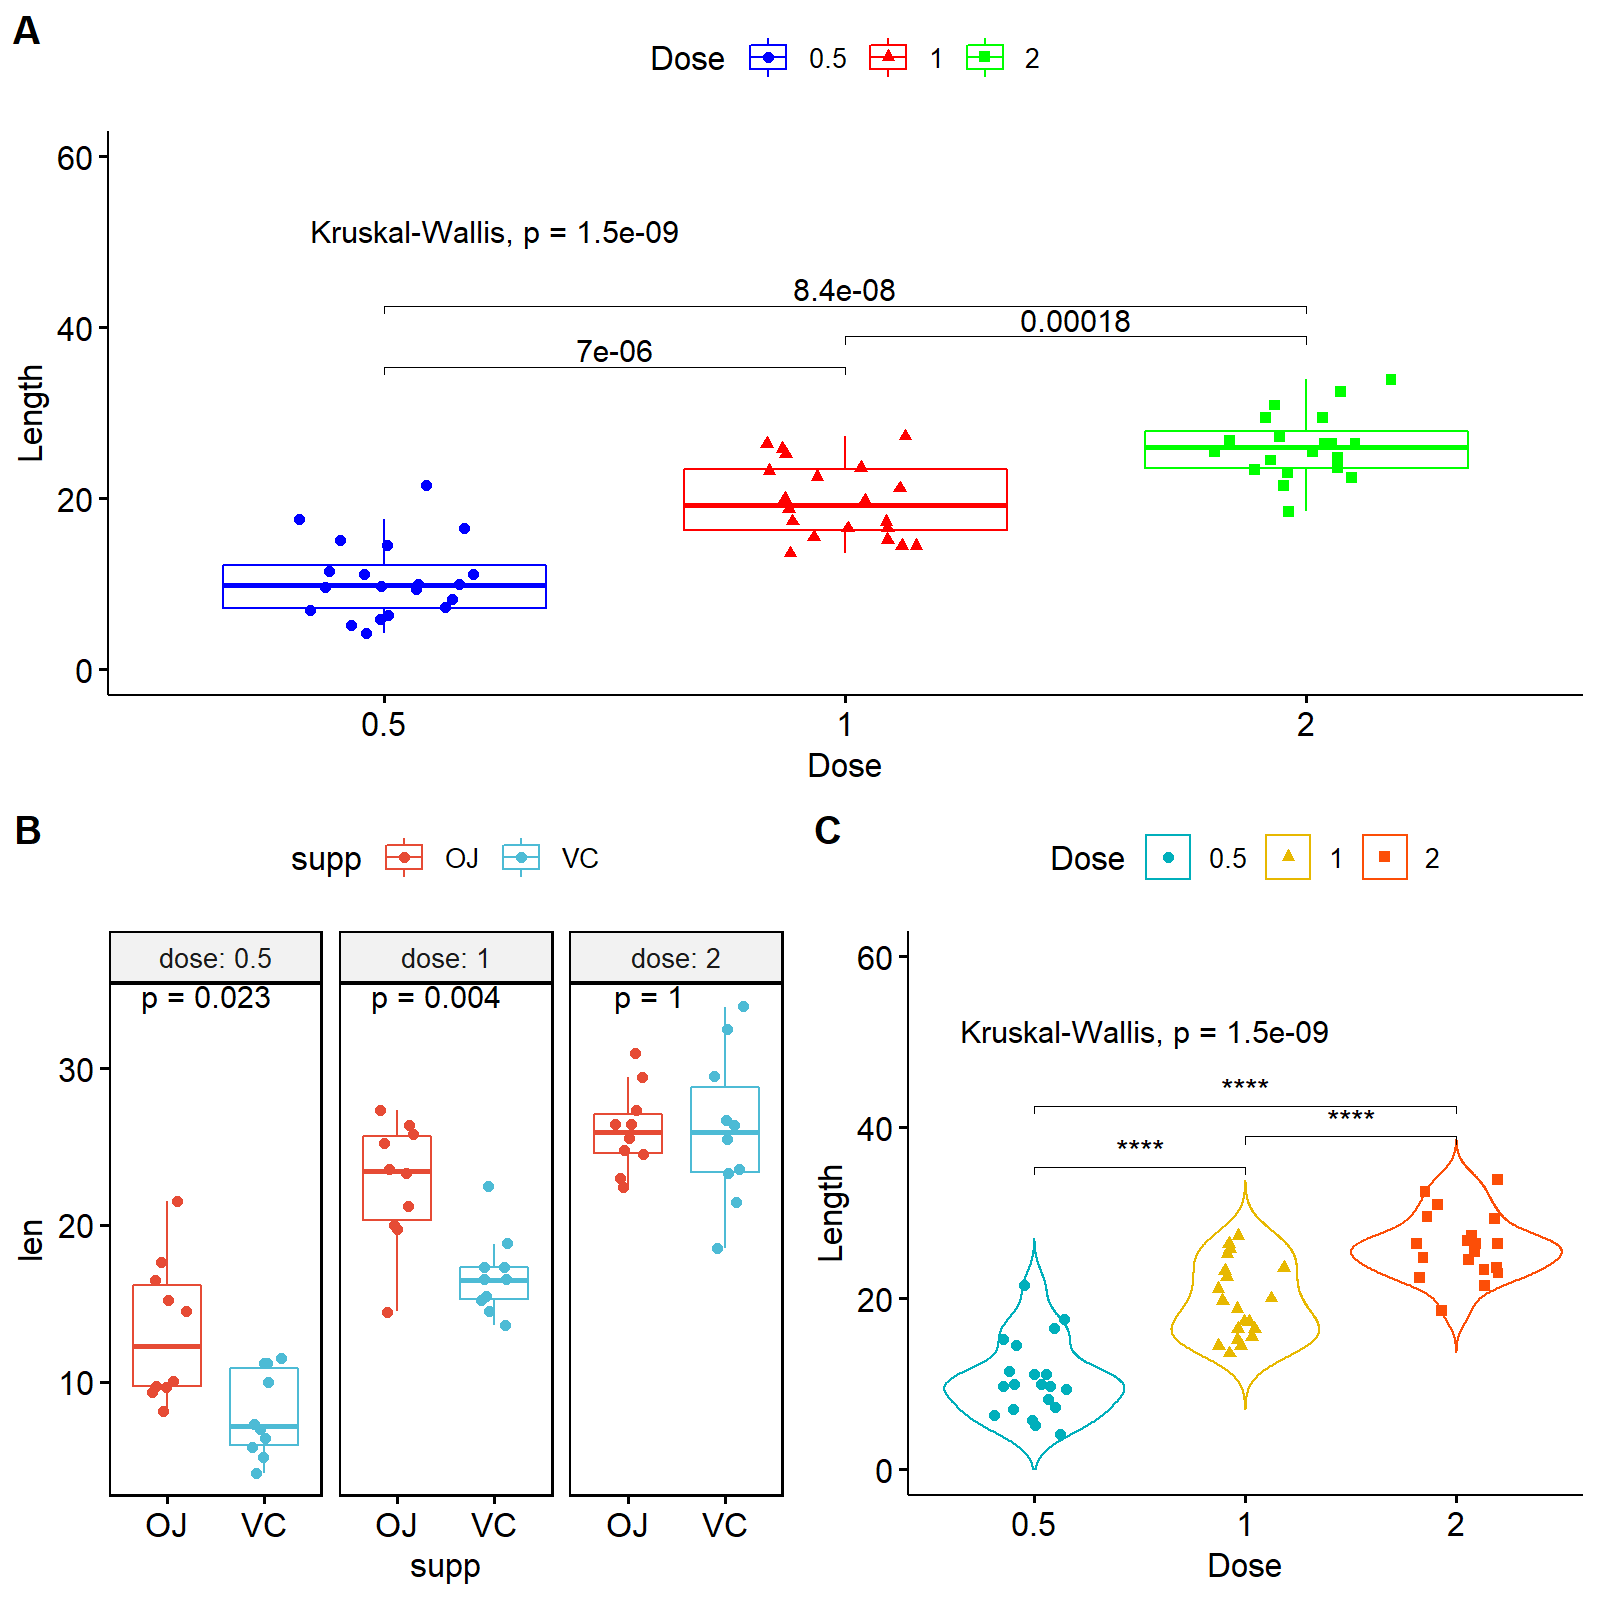 A
Dose 0.5 1 2
60
Kruskal-Wallis, p = 1.5e-09
8.4e-08
0.00018
40
7e-06
Length
20
0
0.5 1 2
Dose
B
supp OJ VC
dose: 0.5 dose: 1 dose: 2
p = 0.023 p = 0.004 p = 1
30
len
20
10
OJ VC OJ VC OJ VC
supp
C
Dose 0.5 1 2
60
Kruskal-Wallis, p = 1.5e-09
****
****
40
****
Length
20
0
0.5 1 2
Dose